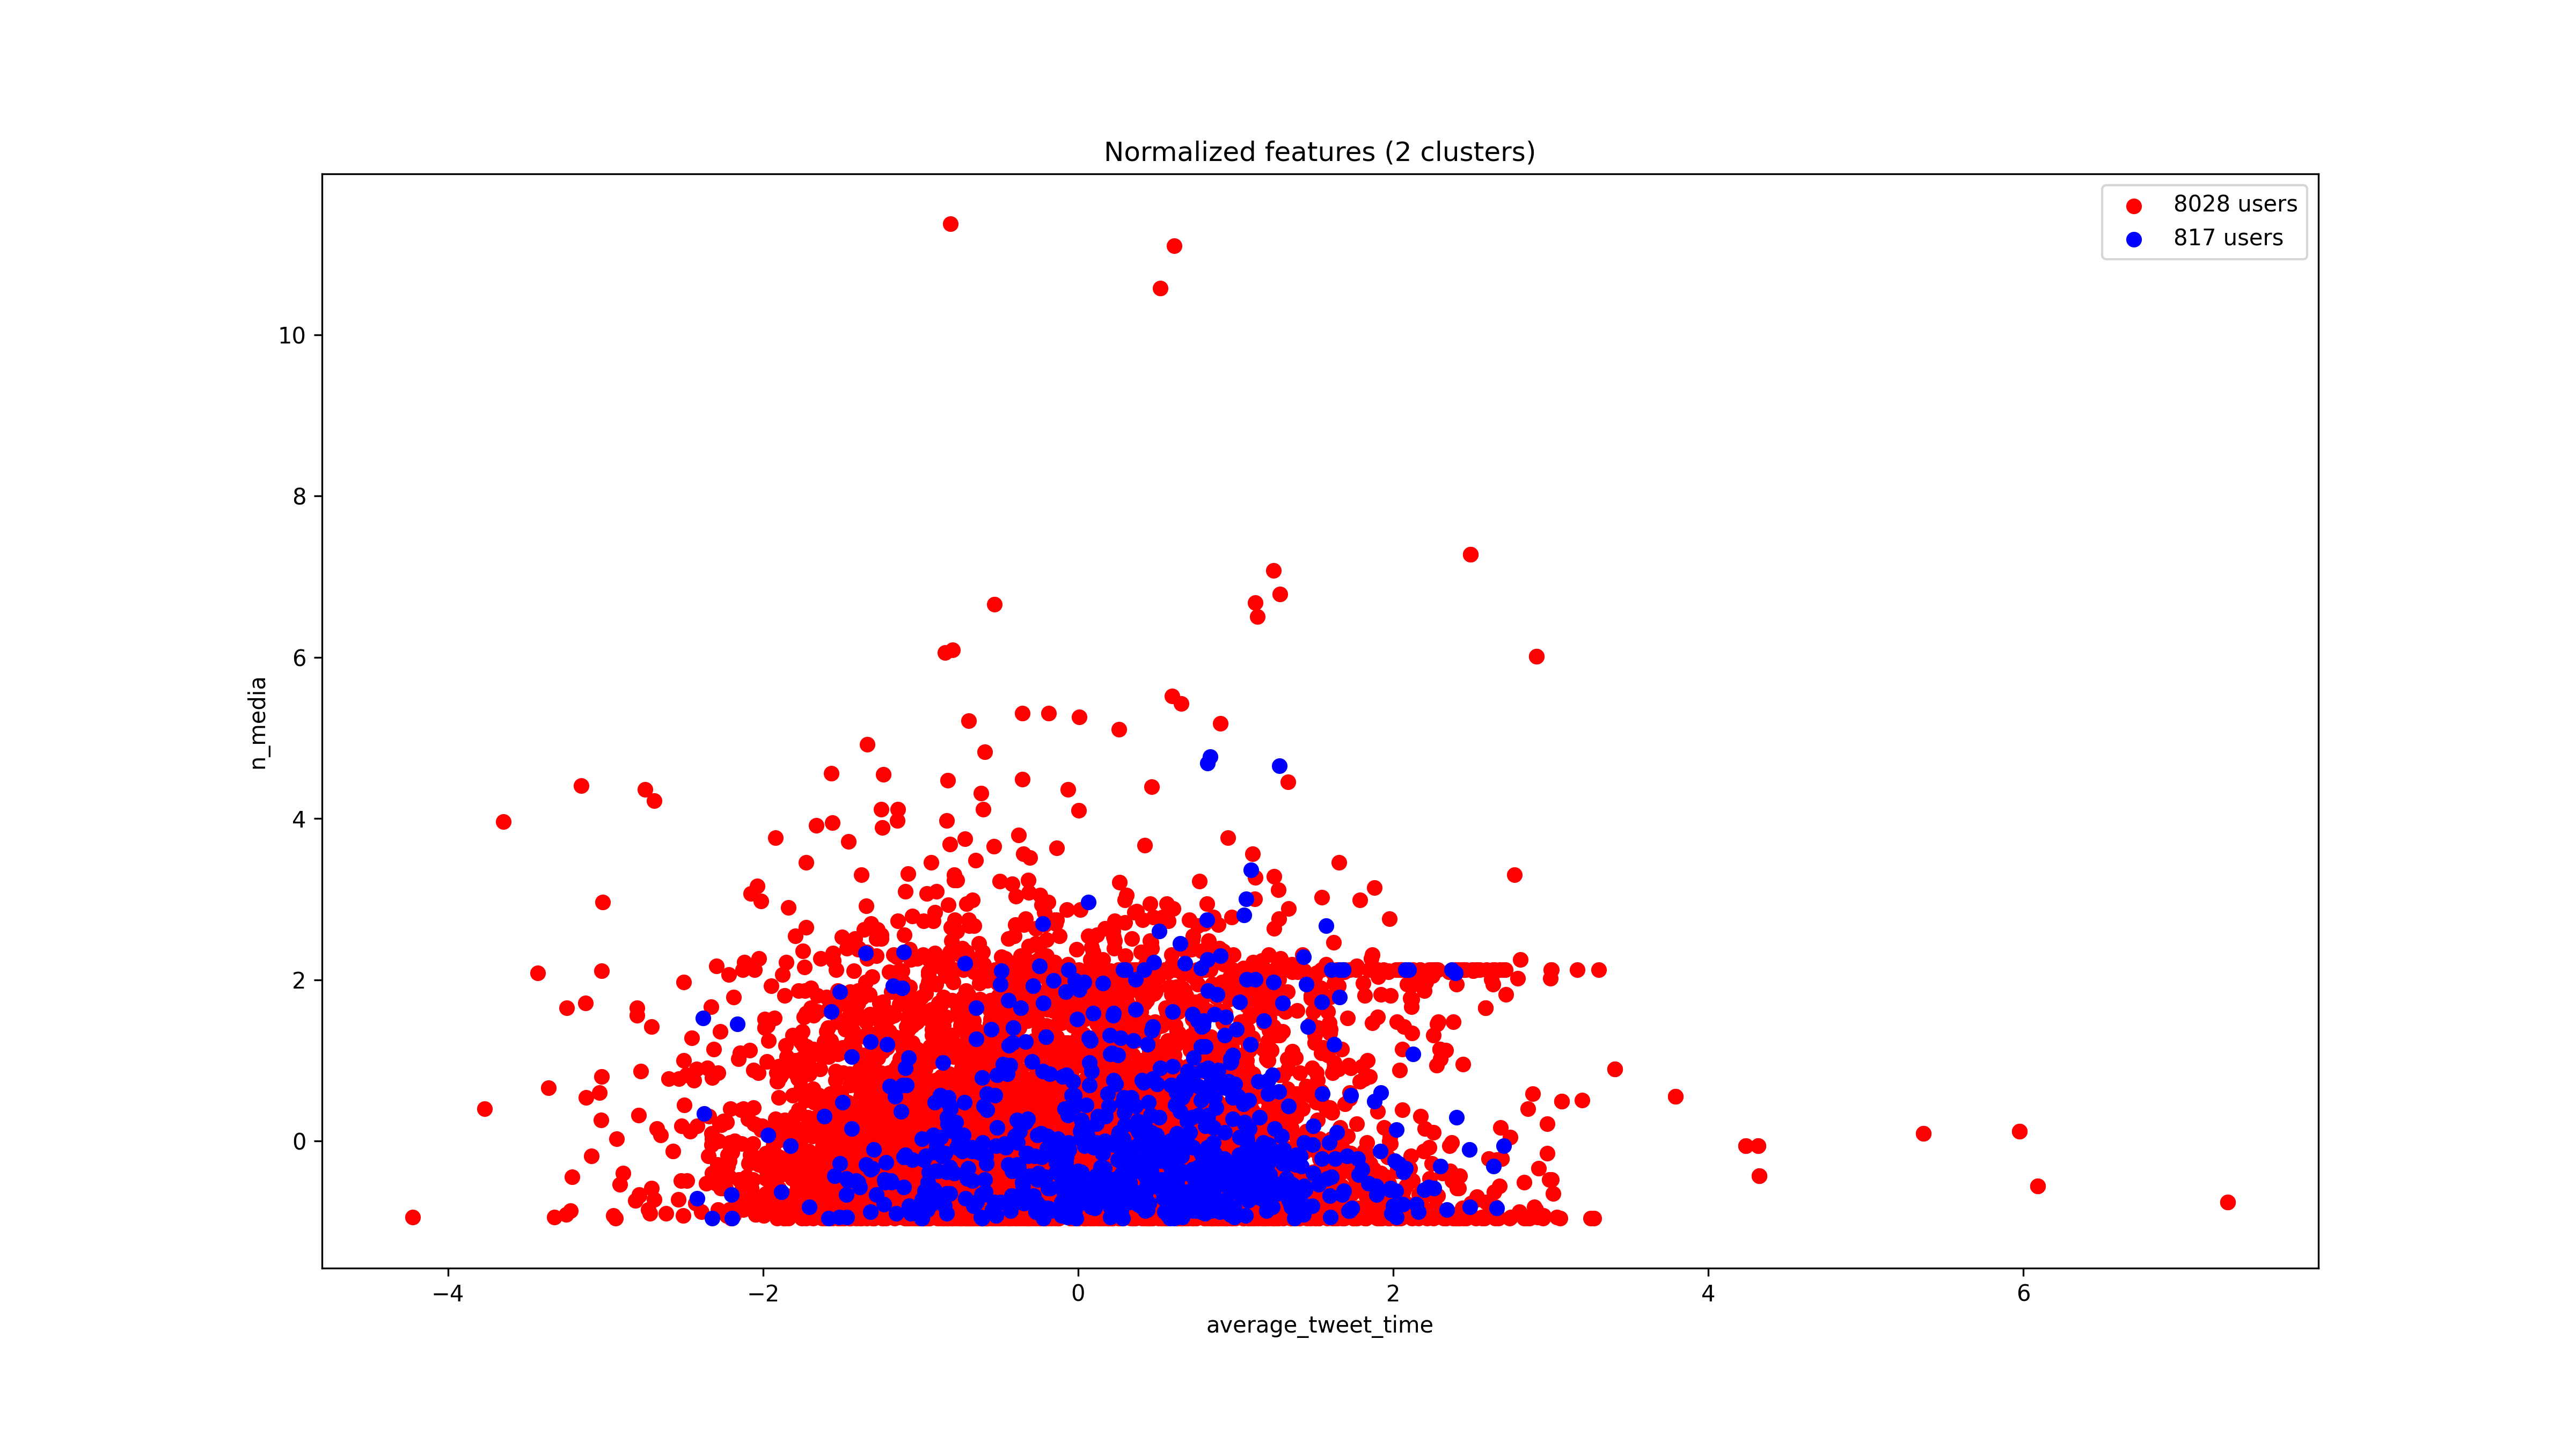 Normalized features (2 clusters)
8028 users
817 users
10
8
6
4
2
0
n_media
−4
−2
0
2
4
6
average_tweet_time